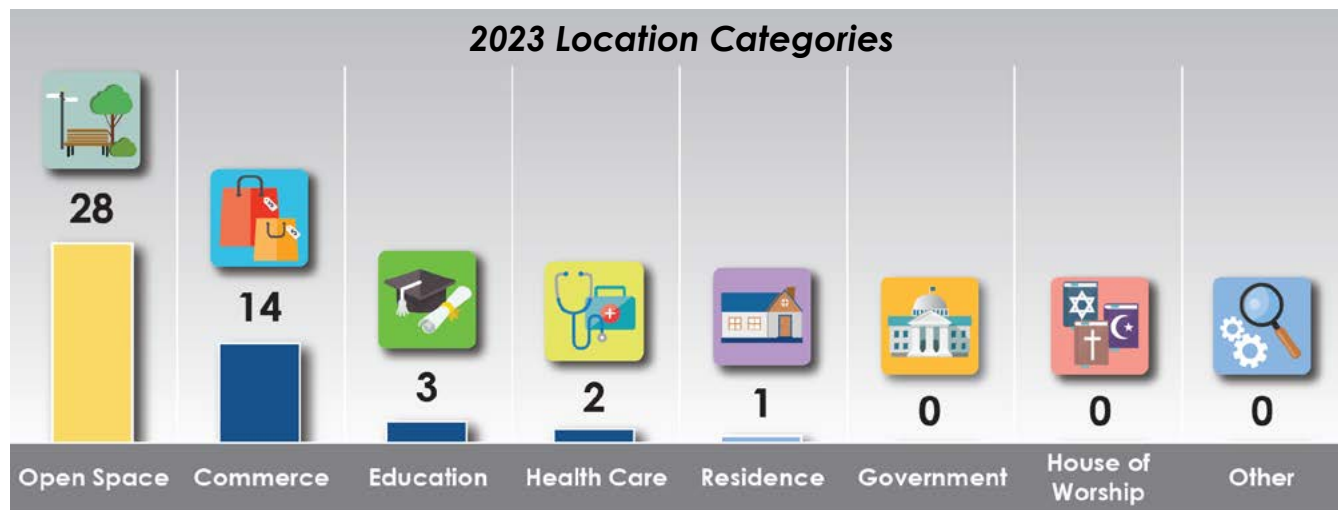 2023 Location Categories
28
14
3
2
1
0
0
0
Open Space
Commerce
Education
Health Care
Residence
Government
House of
Worship
Other